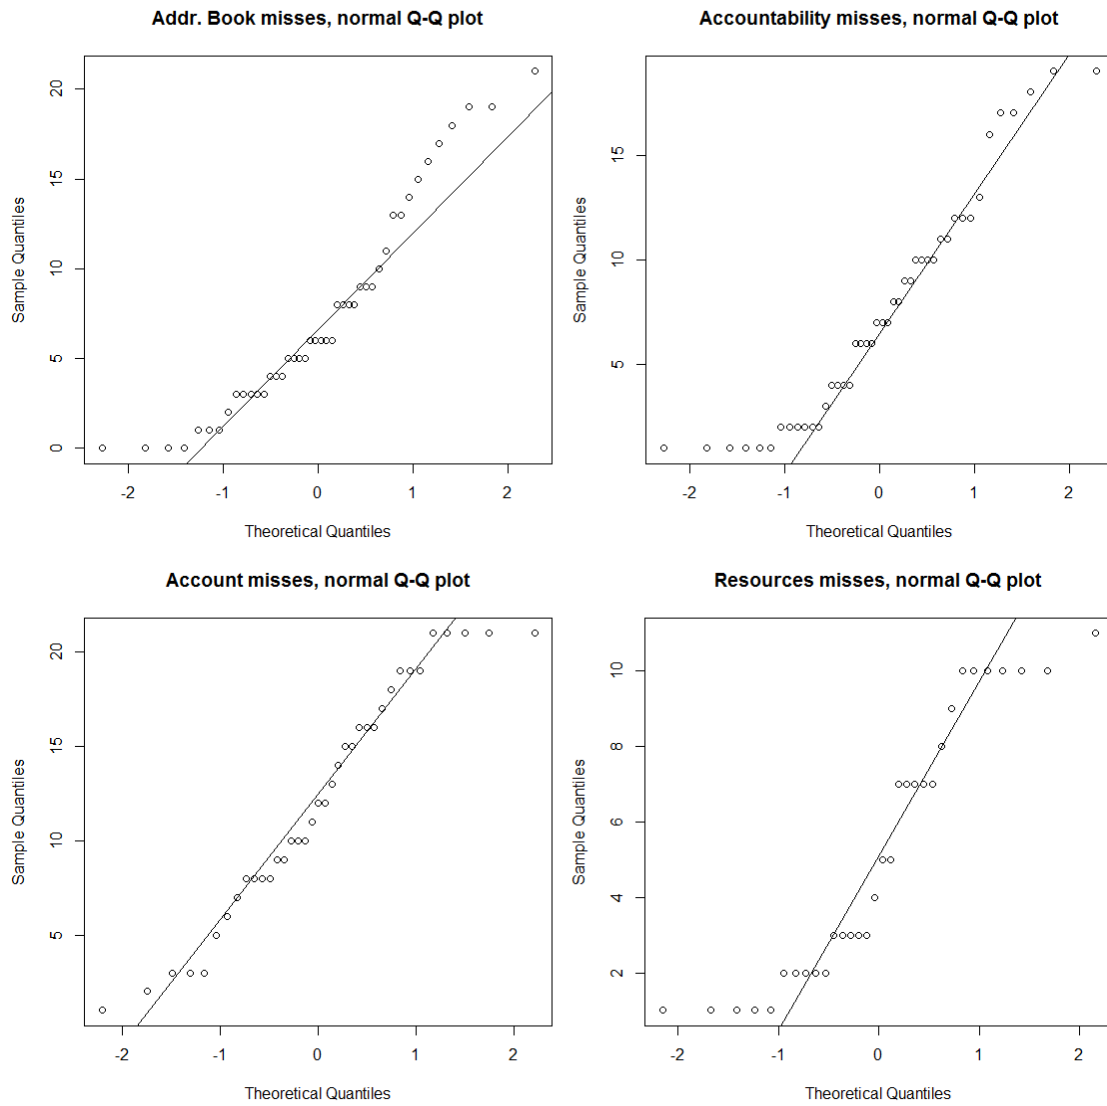 Addr. Book misses, normal Q-Q plot
Sample Quantiles
20
15
10
5
0
-2 -1 0 1 2
Theoretical Quantiles
Accountability misses, normal Q-Q plot
Sample Quantiles
15
10
5
-2 -1 0 1 2
Theoretical Quantiles
Account misses, normal Q-Q plot
Sample Quantiles
20
15
10
5
-2 -1 0 1 2
Theoretical Quantiles
Resources misses, normal Q-Q plot
Sample Quantiles
10
8
6
4
2
-2 -1 0 1 2
Theoretical Quantiles